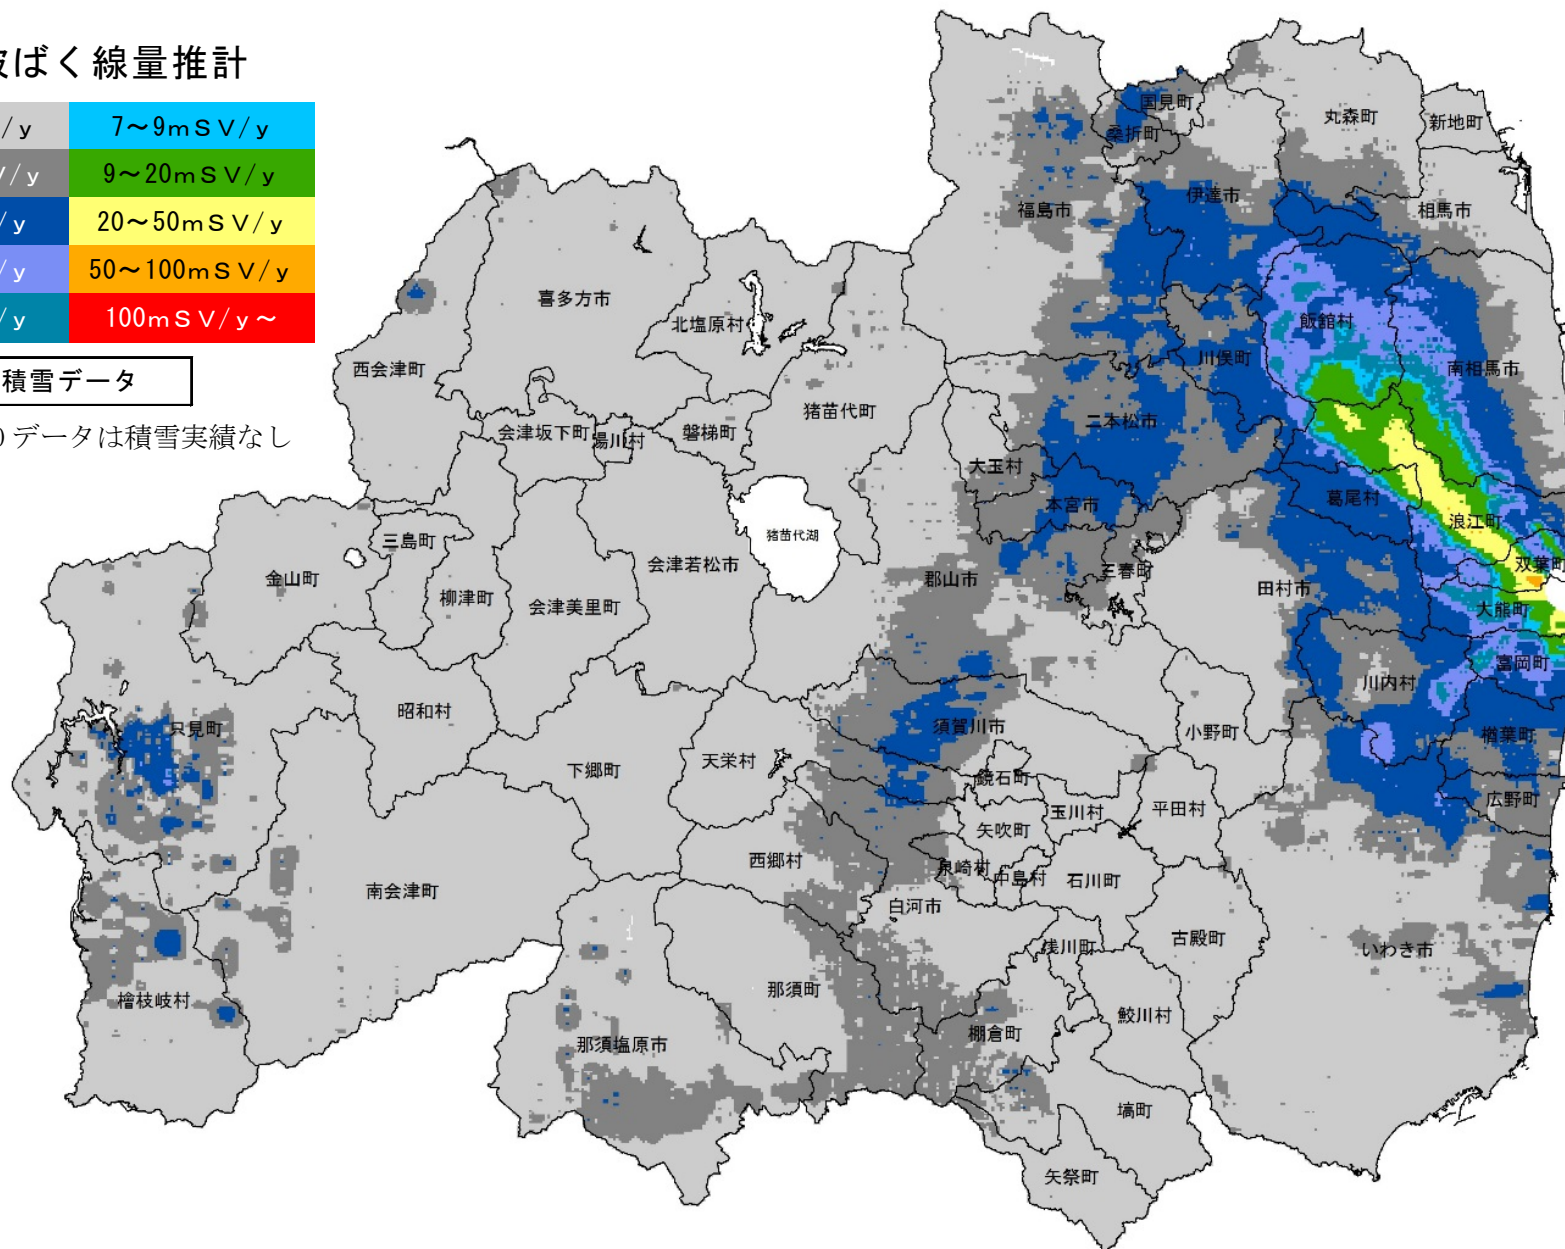 ばく線量推計
/y 7～9mSV/y
V/y 9～20mSV/y
/y 20～50mSV/y
/y 50～100mSV/y
/y 100mSV/y～
積雪データ
データは積雪実績なし
国見町
桑折町
丸森町
新地町
伊達市
福島市
相馬市
喜多方市
北塩原村
飯舘村
西会津町
川俣町
南相馬市
猪苗代町
二本松市
会津坂下町
湯川村
磐梯町
大玉村
本宮市
葛尾村
浪江町
猪苗代湖
三島町
会津若松市
双葉町
金山町
郡山市
三春町
田村市
柳津町
会津美里町
大熊町
富岡町
川内村
昭和村
只見町
須賀川市
小野町
楢葉町
天栄村
下郷町
鏡石町
広野町
玉川村
平田村
矢吹町
西郷村
泉崎村
中島村
石川町
南会津町
白河市
浅川町
古殿町
いわき市
那須町
檜枝岐村
鮫川村
棚倉町
那須塩原市
塙町
矢祭町